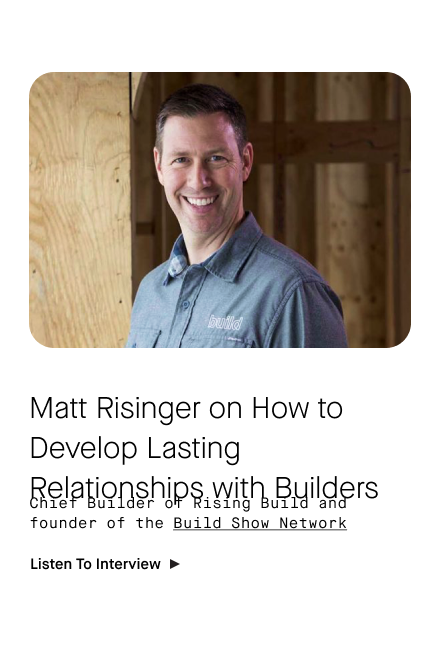 build
Matt Risinger on How to
Develop Lasting
Relationships with Builders
Chief Builder of Rising Build and
founder of the Build Show Network
Listen To Interview ▶